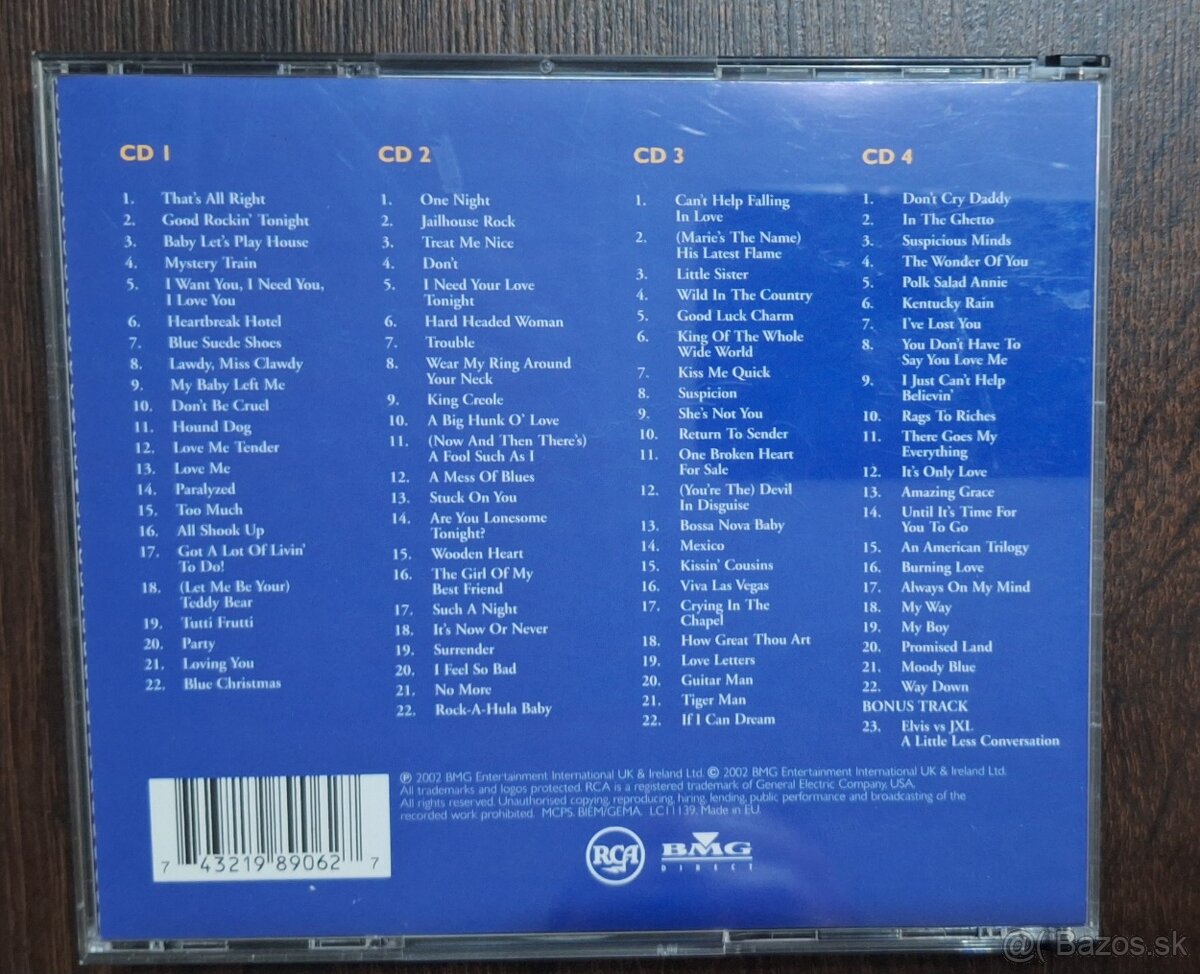 CD 1
1. That's All Right
2. Good Rockin' Tonight
3. Baby Let's Play House
4. Mystery Train
5. I Want You, I Need You,
I Love You
6. Heartbreak Hotel
7. Blue Suede Shoes
8. Lawdy, Miss Clawdy
9. My Baby Left Me
10. Don't Be Cruel
11. Hound Dog
12. Love Me Tender
13. Love Me
14. Paralyzed
15. Too Much
16. All Shook Up
17. Got A Lot Of Livin'
To Do!
18. (Let Me Be Your)
Teddy Bear
19. Tutti Frutti
20. Party
21. Loving You
22. Blue Christmas
CD 2
1. One Night
2. Jailhouse Rock
3. Treat Me Nice
4. Don't
5. I Need Your Love
Tonight
6. Hard Headed Woman
7. Trouble
8. Wear My Ring Around
Your Neck
9. King Creole
10. A Big Hunk O' Love
11. (Now And Then There's)
A Fool Such As I
12. A Mess Of Blues
13. Stuck On You
14. Are You Lonesome
Tonight?
15. Wooden Heart
16. The Girl Of My
Best Friend
17. Such A Night
18. It's Now Or Never
19. Surrender
20. I Feel So Bad
21. No More
22. Rock-A-Hula Baby
CD 3
1. Can't Help Falling
In Love
2. (Marie's The Name)
His Latest Flame
3. Little Sister
4. Wild In The Country
5. Good Luck Charm
6. King Of The Whole
Wide World
7. Kiss Me Quick
8. Suspicion
9. She's Not You
10. Return To Sender
11. One Broken Heart
For Sale
12. (You're The) Devil
In Disguise
13. Bossa Nova Baby
14. Mexico
15. Kissin' Cousins
16. Viva Las Vegas
17. Crying In The
Chapel
18. How Great Thou Art
19. Love Letters
20. Guitar Man
21. Tiger Man
22. If I Can Dream
CD 4
1. Don't Cry Daddy
2. In The Ghetto
3. Suspicious Minds
4. The Wonder Of You
5. Polk Salad Annie
6. Kentucky Rain
7. I've Lost You
8. You Don't Have To
Say You Love Me
9. I Just Can't Help
Believin'
10. Rags To Riches
11. There Goes My
Everything
12. It's Only Love
13. Amazing Grace
14. Until It's Time For
You To Go
15. An American Trilogy
16. Burning Love
17. Always On My Mind
18. My Way
19. My Boy
20. Promised Land
21. Moody Blue
22. Way Down
BONUS TRACK
23. Elvis vs JXL
A Little Less Conversation
℗ 2002 BMG Entertainment International UK & Ireland Ltd. © 2002 BMG Entertainment International UK & Ireland Ltd.
All trademarks and logos protected. RCA is a registered trademark of General Electric Company, USA.
All rights reserved. Unauthorised copying, reproducing, hiring, lending, public performance and broadcasting of the
recorded work prohibited. MCPS. BIEM/GEMA. LC11139. Made in EU.
7 43219 89062 7
RCA
BMG
DIRECT
Bazos.sk